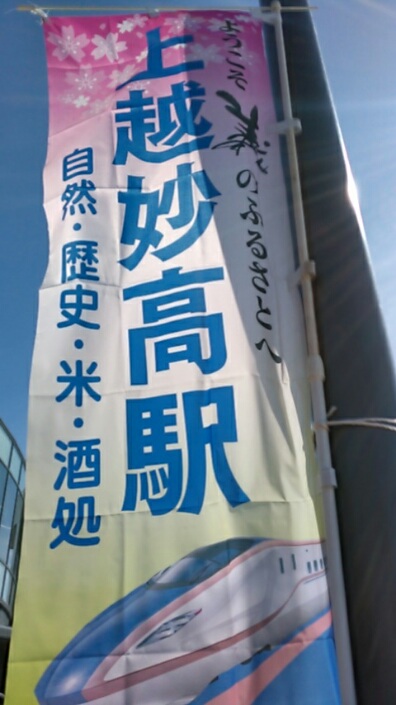 ようこそ 義のふるさとへ
上越妙高駅
自然・歴史・米・酒処